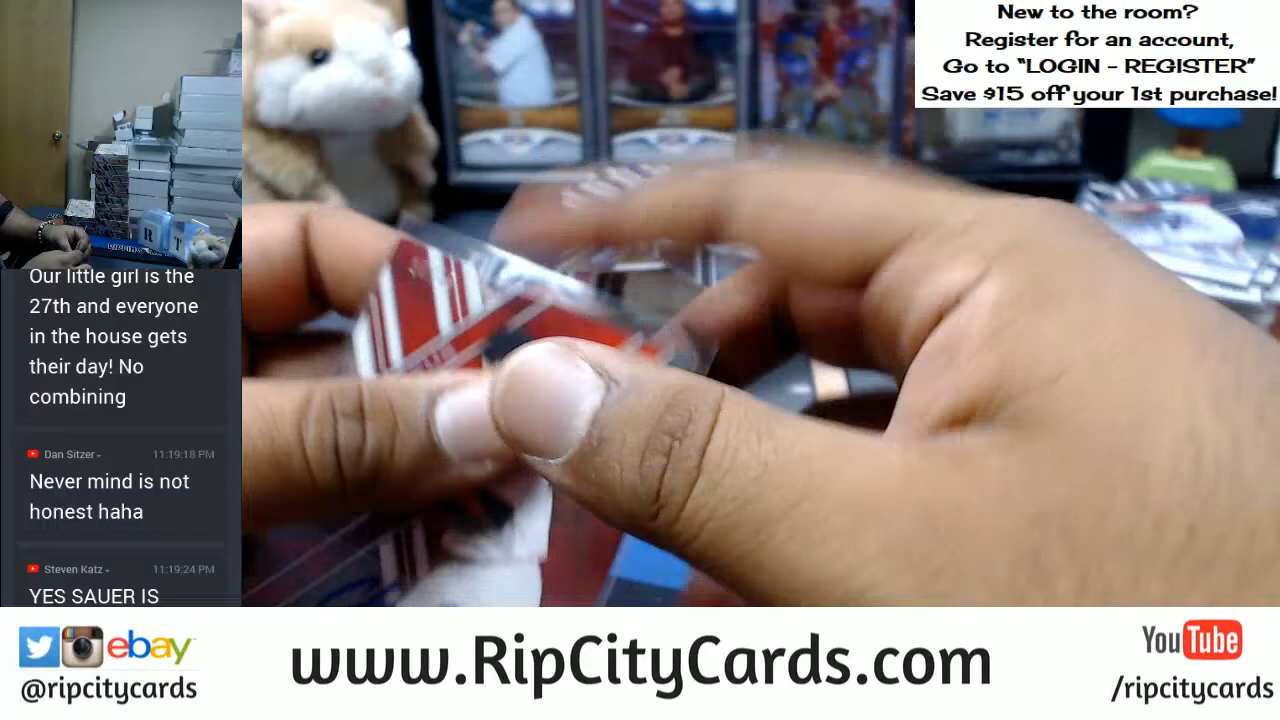 New to the room?
Register for an account,
Go to "LOGIN - REGISTER"
Save $15 off your 1st purchase!
R T
Our little girl is the
27th and everyone
in the house gets
their day! No
combining
Dan Sitzer
11:19:18 PM
Never mind is not
honest haha
Steven Katz
11:19:24 PM
YES SAUER IS
ebay
@ripcitycards
www.RipCityCards.com
YouTube
/ripcitycards